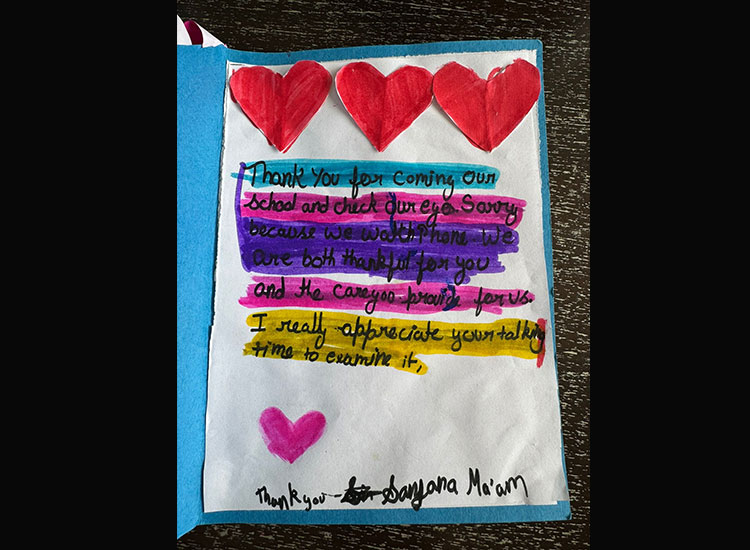 Thank You for coming our
school and check our eye. Sorry
because we watch Phone. We
are both thankful for you
and the care you provide for us.
I really appreciate your talking
time to examine it,
Thank you Sanjana Ma'am